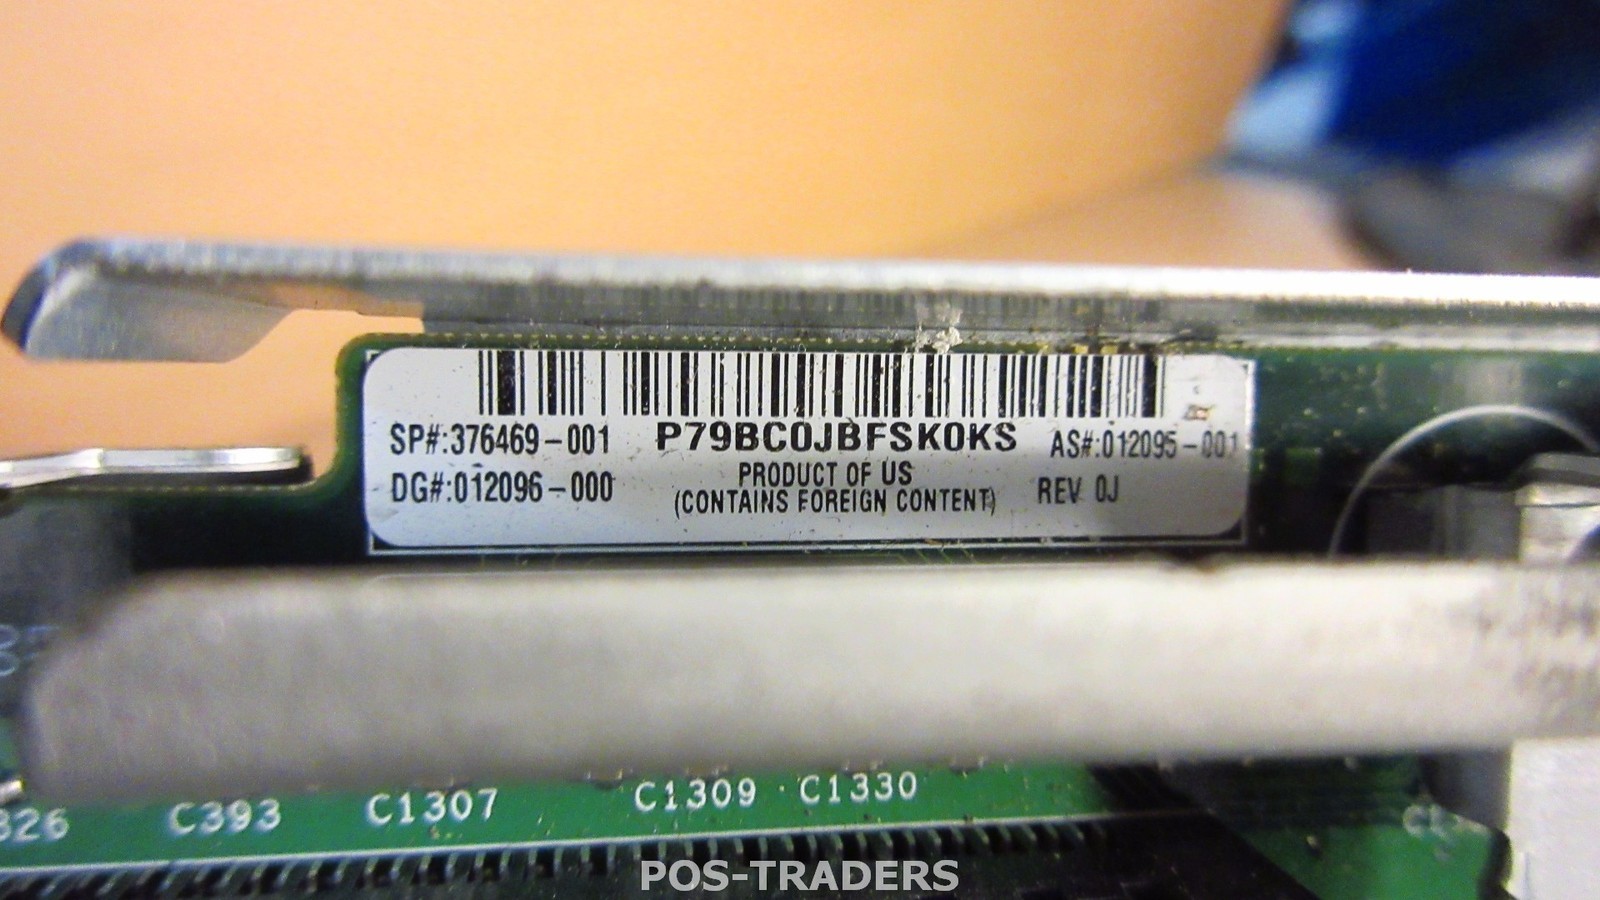 SP#:376469-001 P79BC0JBFSK0KS AS#:012095-001
DG#:012096-000 PRODUCT OF US
(CONTAINS FOREIGN CONTENT) REV 0J
C393 C1307 C1309 C1330
POS-TRADERS